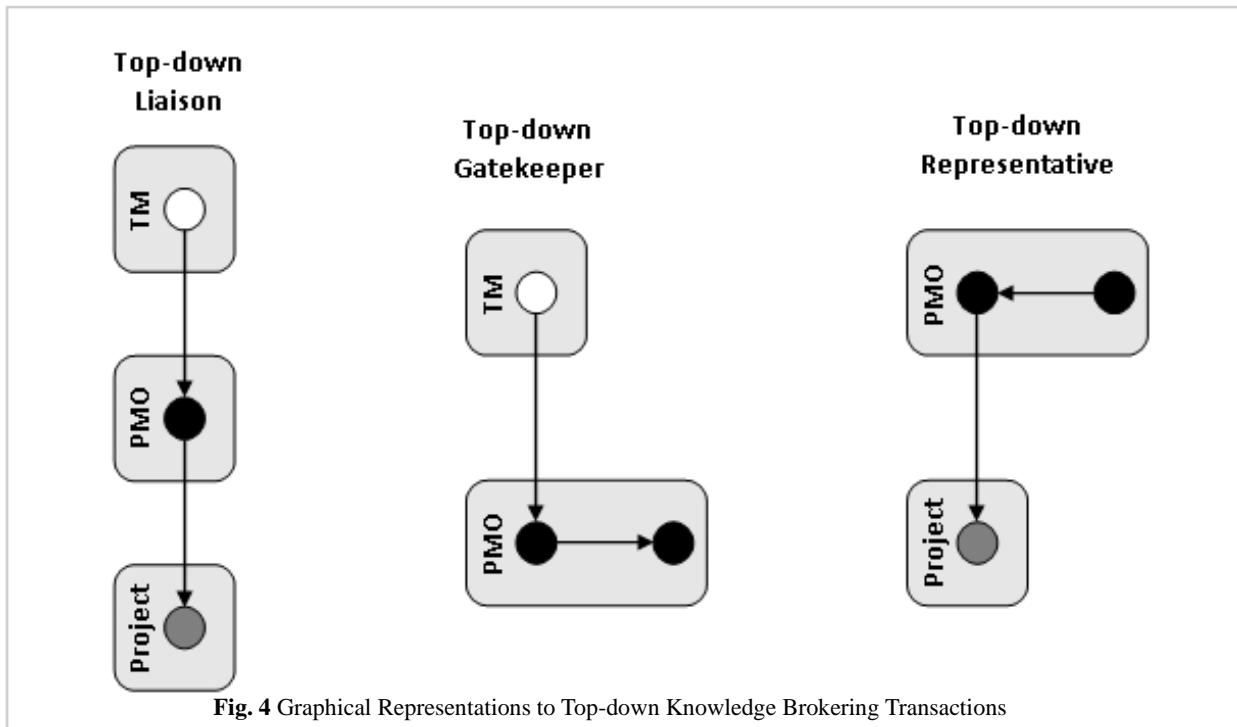 Top-down
Liaison
TM
PMO
Project
Top-down
Gatekeeper
TM
PMO
Top-down
Representative
PMO
Project
Fig. 4 Graphical Representations to Top-down Knowledge Brokering Transactions